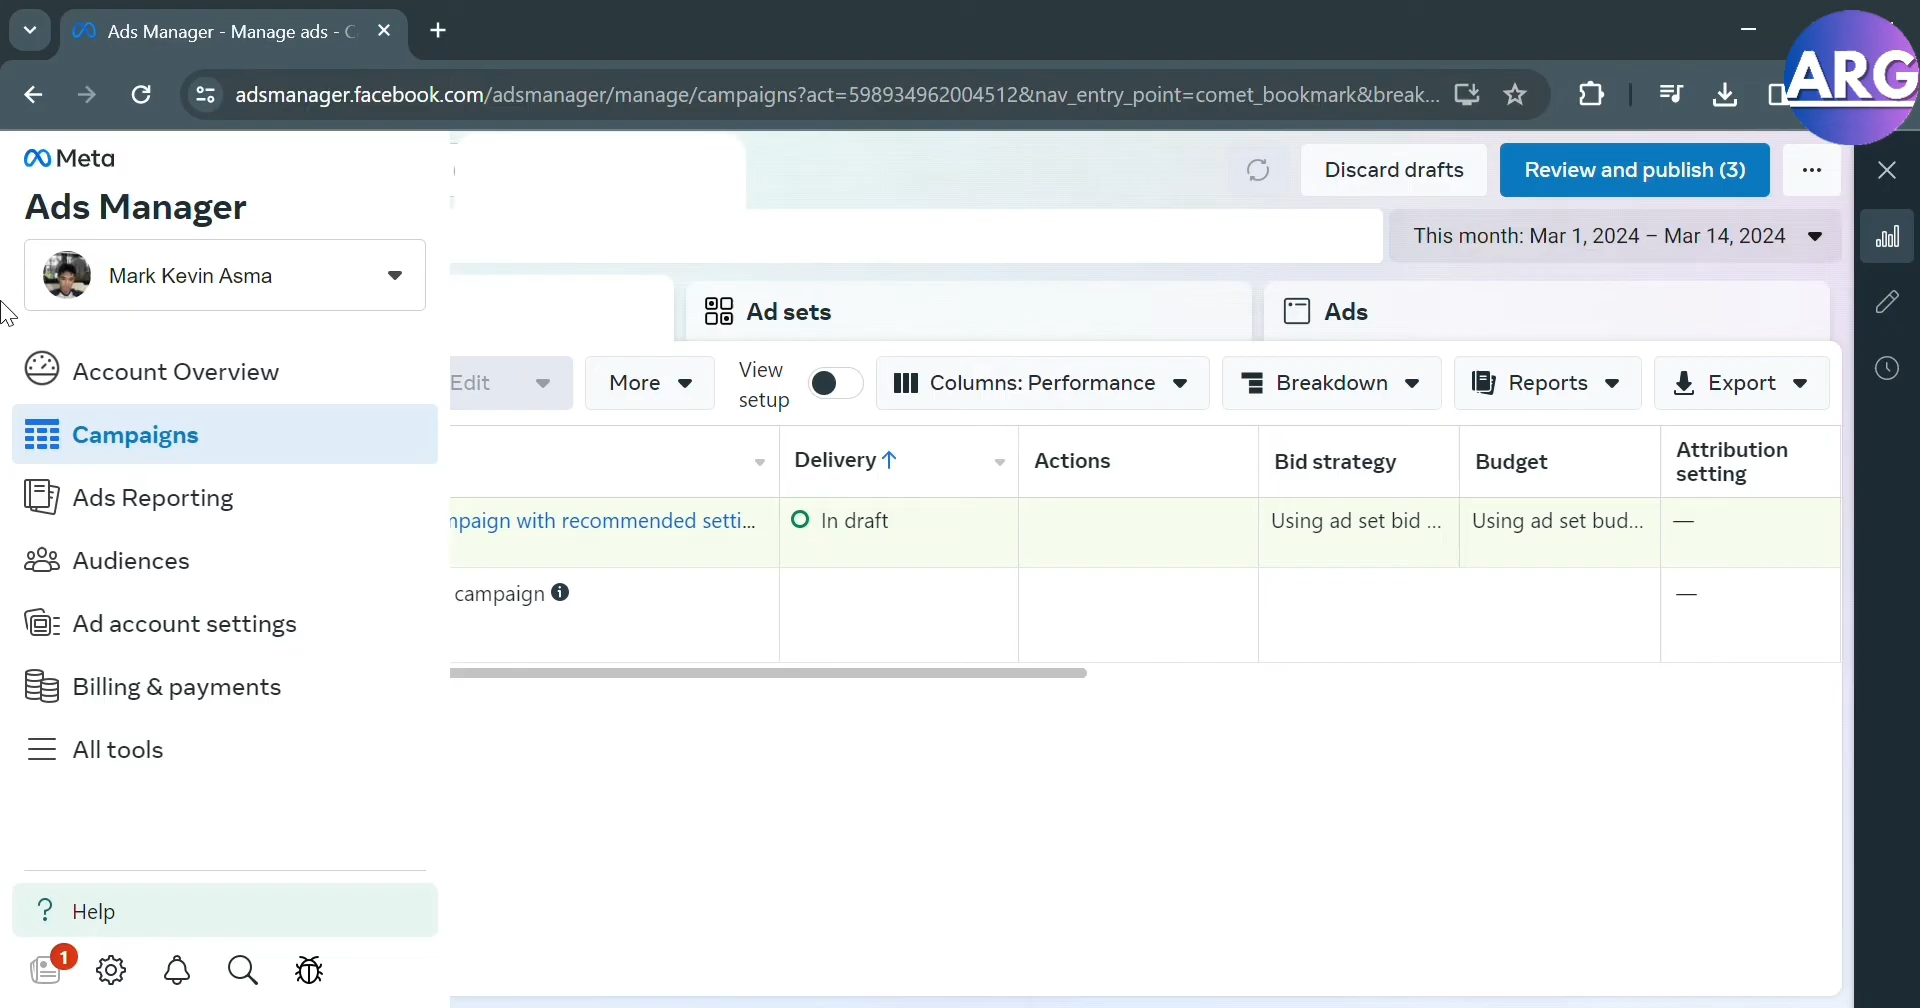 Ads Manager - Manage ads - C
adsmanager.facebook.com/adsmanager/manage/campaigns?act=598934962004512&nav_entry_point=comet_bookmark&break...
ARG
Meta
Ads Manager
Mark Kevin Asma
Account Overview
Campaigns
Ads Reporting
Audiences
Ad account settings
Billing & payments
All tools
Help
1
Discard drafts
Review and publish (3)
This month: Mar 1, 2024 – Mar 14, 2024
Ad sets
Ads
Edit
More
View
setup
Columns: Performance
Breakdown
Reports
Export
Delivery ↑
Actions
Bid strategy
Budget
Attribution
setting
mpaign with recommended setti...
In draft
Using ad set bid ...
Using ad set bud...
—
campaign
—